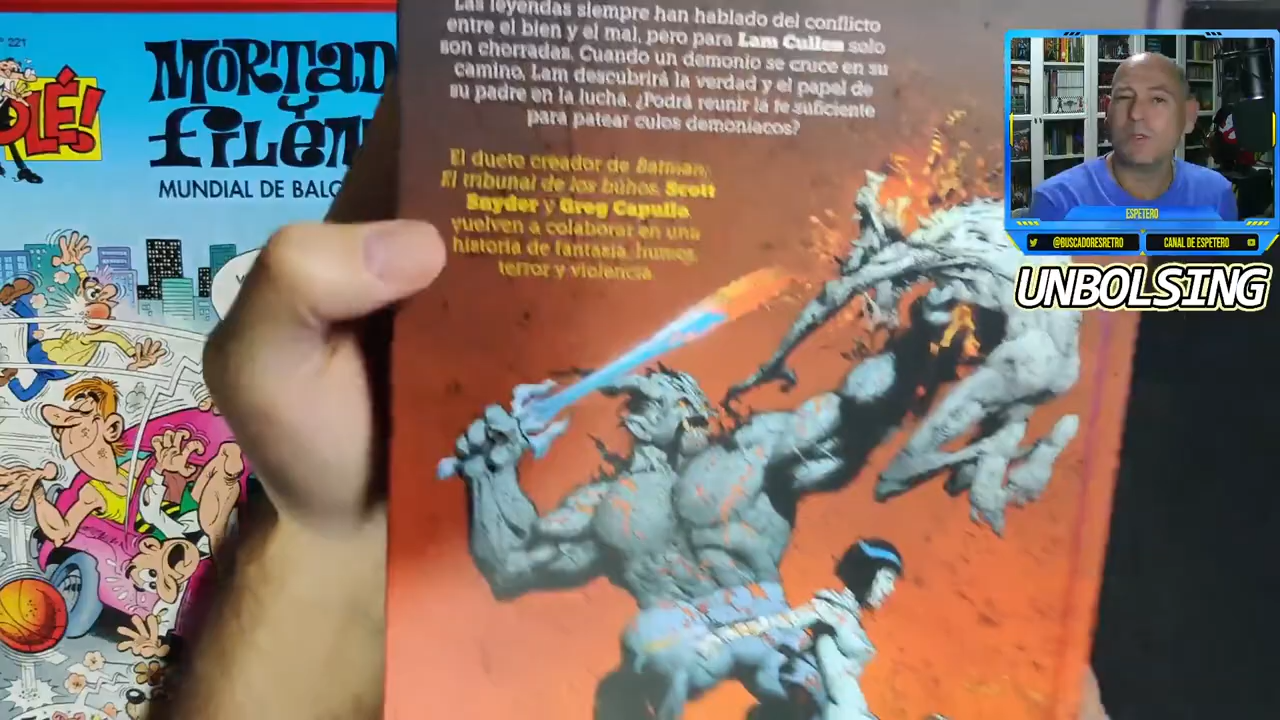 Nº 221
OLÉ!
MORTAD
Y
FILÉM
MUNDIAL DE BALO
Las leyendas siempre han hablado del conflicto
entre el bien y el mal, pero para Lam Cullen solo
son chorradas. Cuando un demonio se cruce en su
camino, Lam descubrirá la verdad y el papel de
su padre en la lucha. ¿Podrá reunir la fe suficiente
para patear culos demoníacos?
El dueto creador de Batman:
El tribunal de los búhos, Scott
Snyder y Greg Capullo,
vuelven a colaborar en una
historia de fantasía, humor,
terror y violencia
ESPETERO
@BUSCADORESRETRO
CANAL DE ESPETERO
UNBOLSING